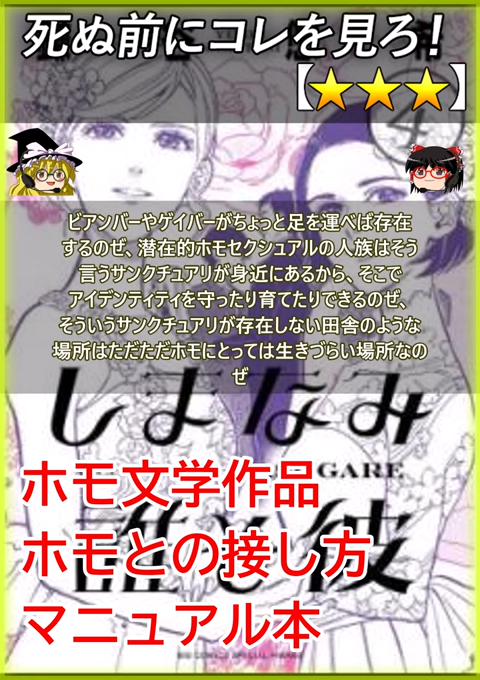 死ぬ前にコレを見ろ！
【★★★】
4
ビアンバーやゲイバーがちょっと足を運べば存在
するのぜ、潜在的ホモセクシュアルの人族はそう
言うサンクチュアリが身近にあるから、そこで
アイデンティティを守ったり育てたりできるのぜ、
そういうサンクチュアリが存在しない田舎のような
場所はただただホモにとっては生きづらい場所なの
ぜ
しまなみ
GARE
ホモ文学作品
誰そ彼
ホモとの接し方
マニュアル本